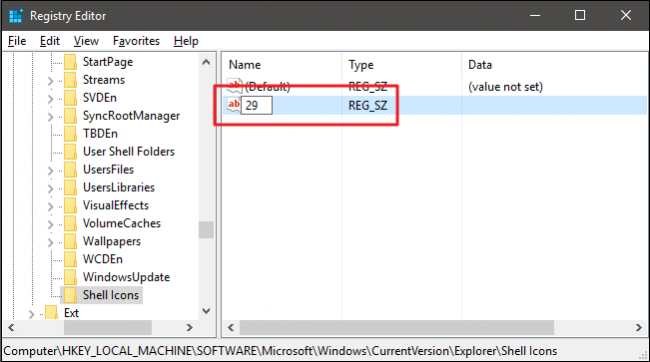 Registry Editor
File Edit View Favorites Help
StartPage
Streams
SVDEn
SyncRootManager
TBDEn
User Shell Folders
UsersFiles
UsersLibraries
VisualEffects
VolumeCaches
Wallpapers
WCDEn
WindowsUpdate
Shell Icons
Ext
Name Type Data
(Default) REG_SZ (value not set)
29 REG_SZ
Computer\HKEY_LOCAL_MACHINE\SOFTWARE\Microsoft\Windows\CurrentVersion\Explorer\Shell Icons